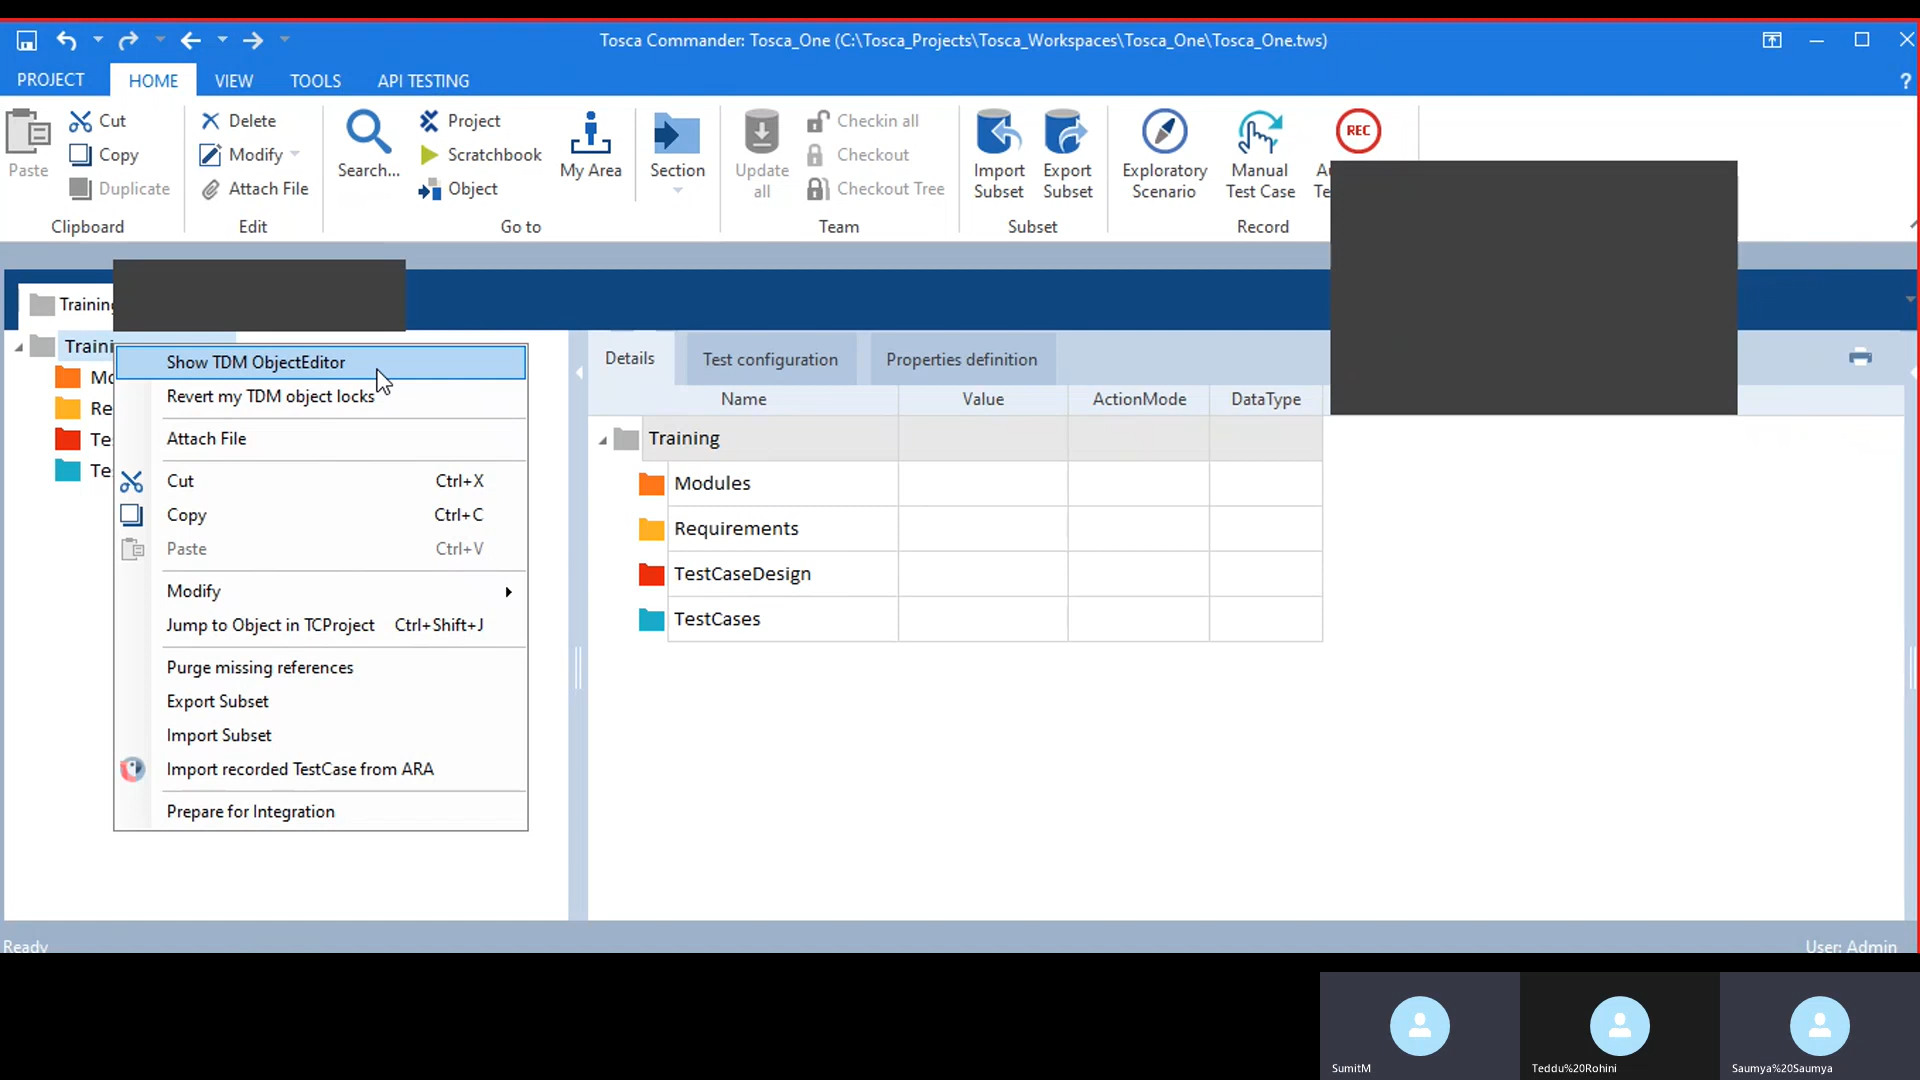 Tosca Commander: Tosca_One (C:\Tosca_Projects\Tosca_Workspaces\Tosca_One\Tosca_One.tws)
PROJECT HOME VIEW TOOLS API TESTING ?
Paste
Cut
Copy
Duplicate
Clipboard
Delete
Modify
Attach File
Edit
Search...
Project
Scratchbook
Object
My Area
Section
Go to
Update
all
Checkin all
Checkout
Checkout Tree
Team
Import
Subset
Export
Subset
Subset
Exploratory
Scenario
Manual
Test Case
REC
Record
Training
Show TDM ObjectEditor
Revert my TDM object locks
Attach File
Cut Ctrl+X
Copy Ctrl+C
Paste Ctrl+V
Modify
Jump to Object in TCProject Ctrl+Shift+J
Purge missing references
Export Subset
Import Subset
Import recorded TestCase from ARA
Prepare for Integration
Details Test configuration Properties definition
Name Value ActionMode DataType
Training
Modules
Requirements
TestCaseDesign
TestCases
Ready
User: Admin
SumitM
Teddu%20Rohini
Saumya%20Saumya